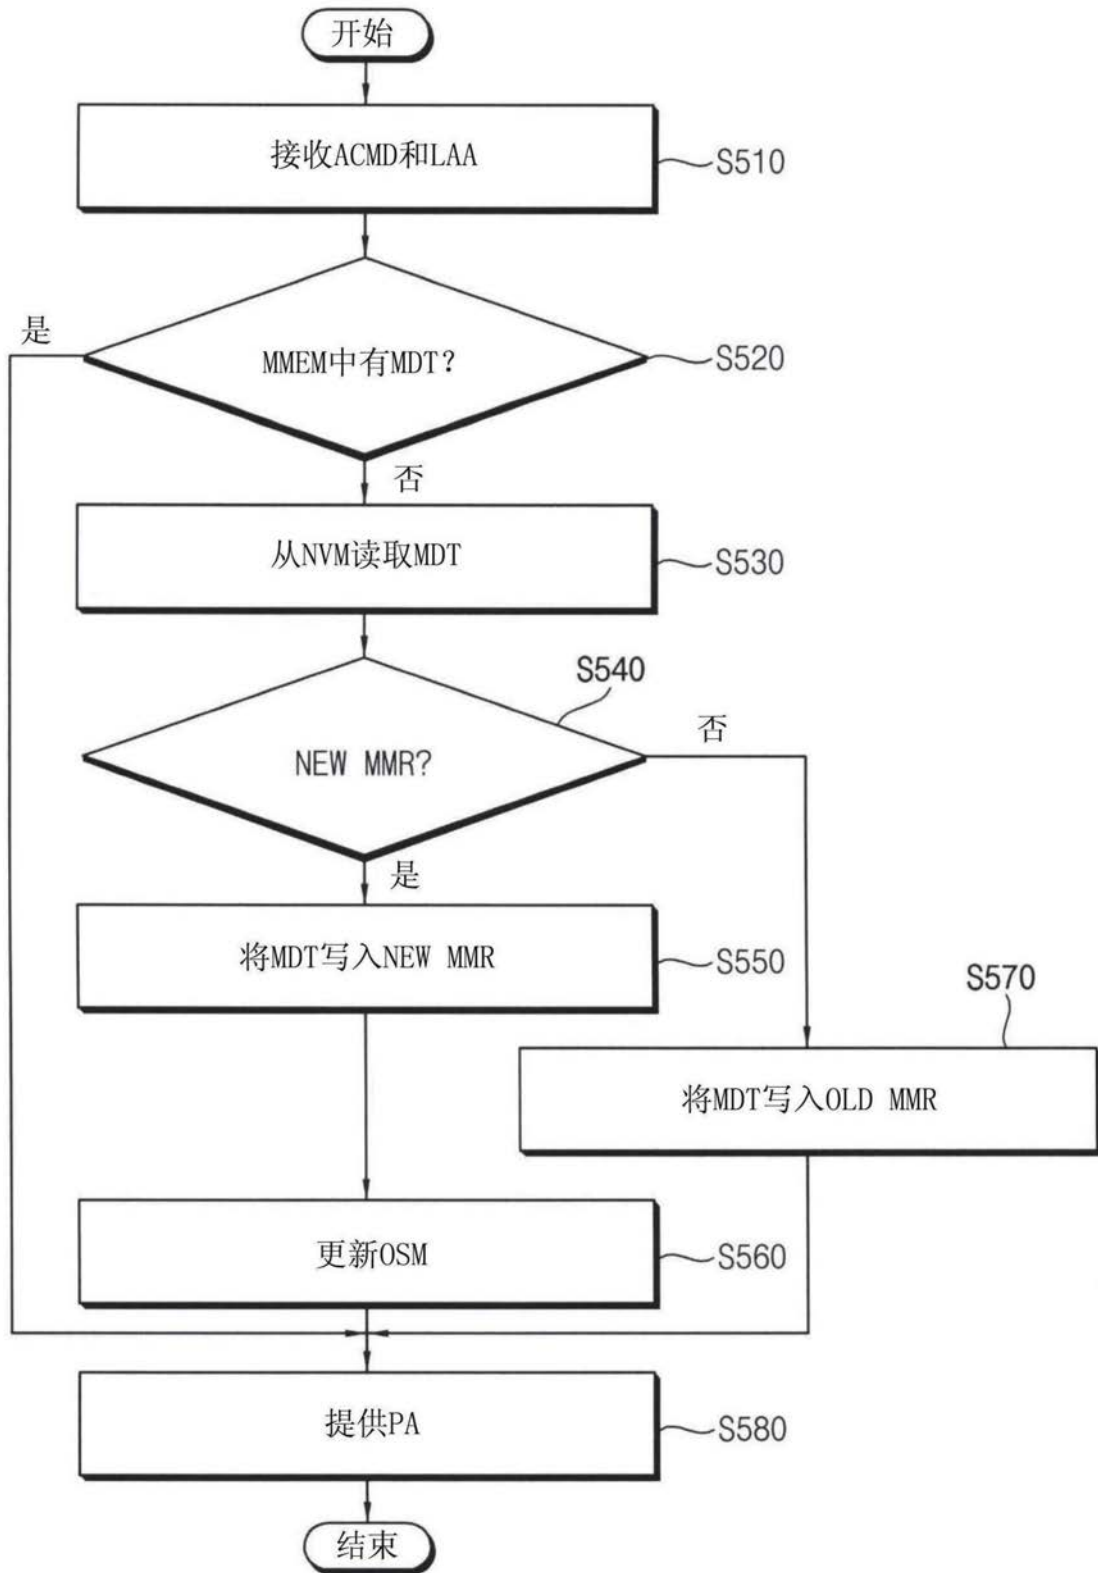 开始
接收ACMD和LAA
S510
是
MMEM中有MDT？
S520
否
从NVM读取MDT
S530
S540
NEW MMR?
否
是
将MDT写入NEW MMR
S550
S570
将MDT写入OLD MMR
更新OSM
S560
提供PA
S580
结束